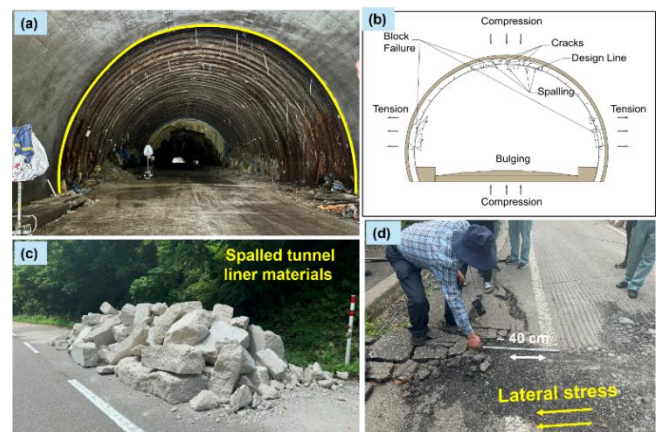 (a)
(b)
Compression
Block
Failure
Cracks
Design Line
Spalling
Tension
Tension
Bulging
Compression
(c)
Spalled tunnel
liner materials
(d)
~ 40 cm
Lateral stress